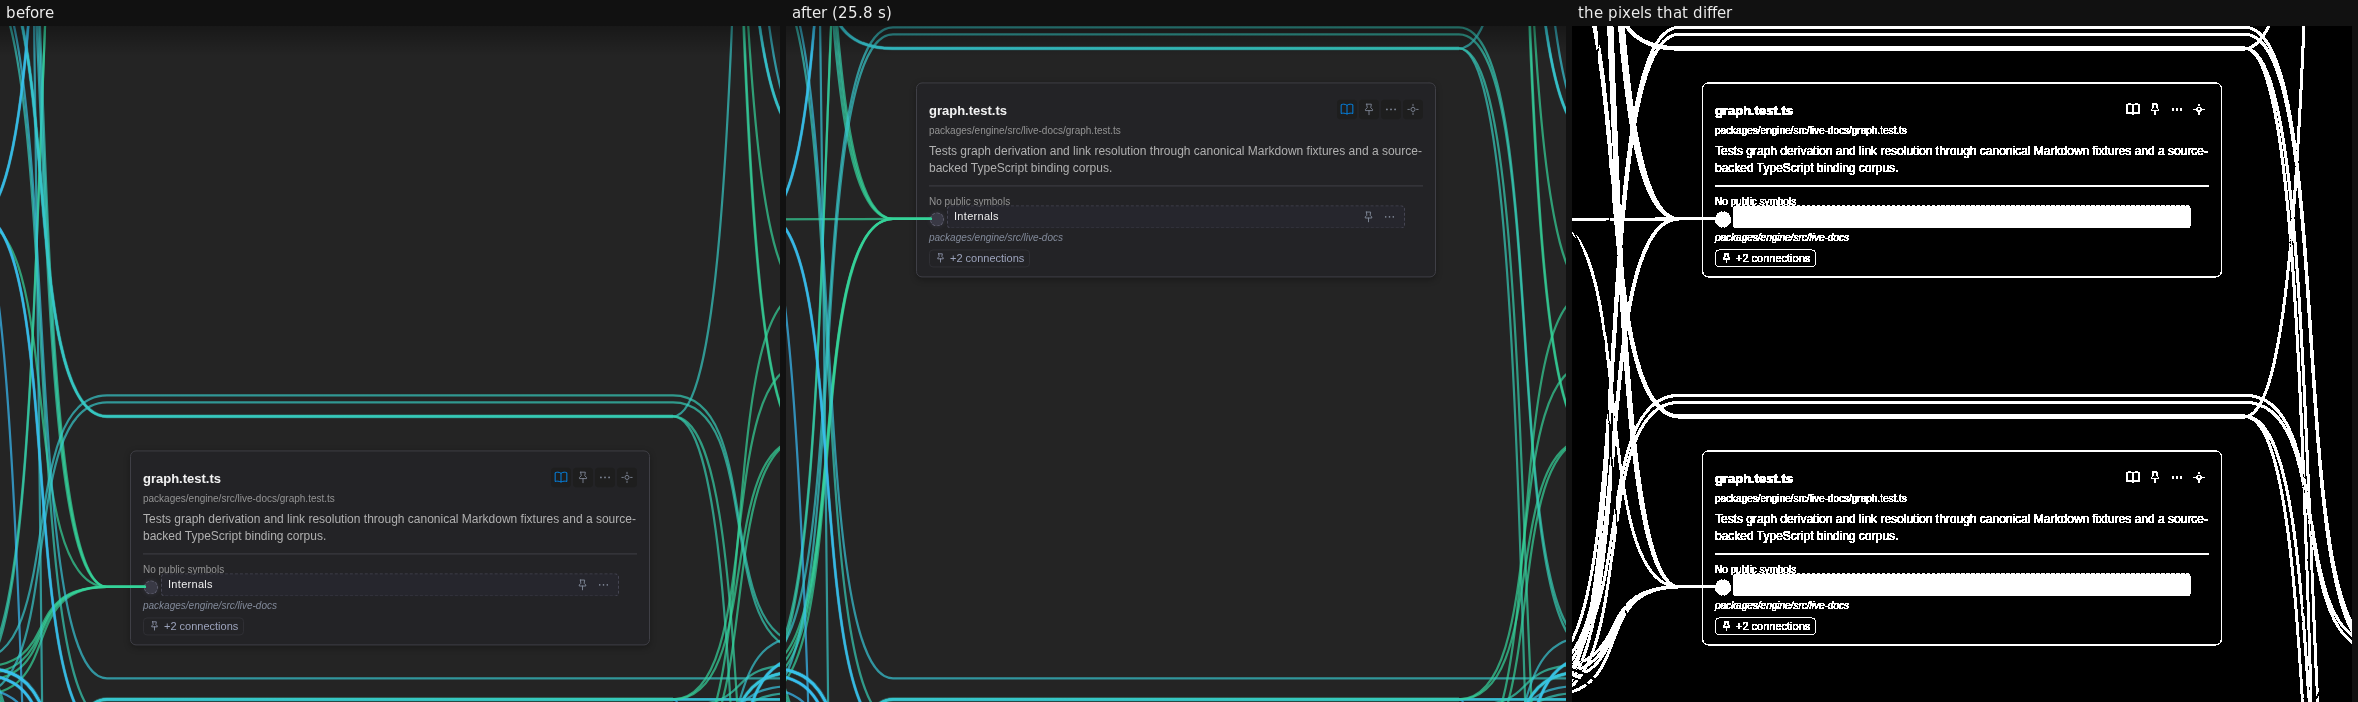 before
graph.test.ts
packages/engine/src/live-docs/graph.test.ts
Tests graph derivation and link resolution through canonical Markdown fixtures and a source-
backed TypeScript binding corpus.
No public symbols
Internals
packages/engine/src/live-docs
+2 connections
after (25.8 s)
graph.test.ts
packages/engine/src/live-docs/graph.test.ts
Tests graph derivation and link resolution through canonical Markdown fixtures and a source-
backed TypeScript binding corpus.
No public symbols
Internals
packages/engine/src/live-docs
+2 connections
the pixels that differ
graph.test.ts
packages/engine/src/live-docs/graph.test.ts
Tests graph derivation and link resolution through canonical Markdown fixtures and a source-
backed TypeScript binding corpus.
No public symbols
packages/engine/src/live-docs
+2 connections
graph.test.ts
packages/engine/src/live-docs/graph.test.ts
Tests graph derivation and link resolution through canonical Markdown fixtures and a source-
backed TypeScript binding corpus.
No public symbols
packages/engine/src/live-docs
+2 connections